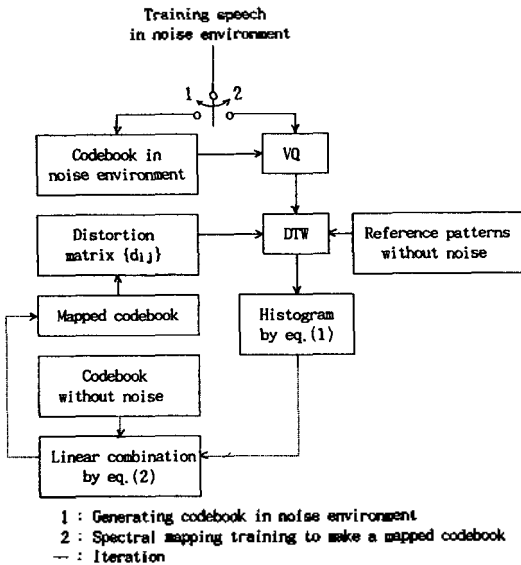 Training speech
in noise environment
1 2
Codebook in
noise environment
VQ
Distortion
matrix {dij}
DTW
Reference patterns
without noise
Mapped codebook
Histogram
by eq.(1)
Codebook
without noise
Linear combination
by eq.(2)
1 : Generating codebook in noise environment
2 : Spectral mapping training to make a mapped codebook
— : Iteration